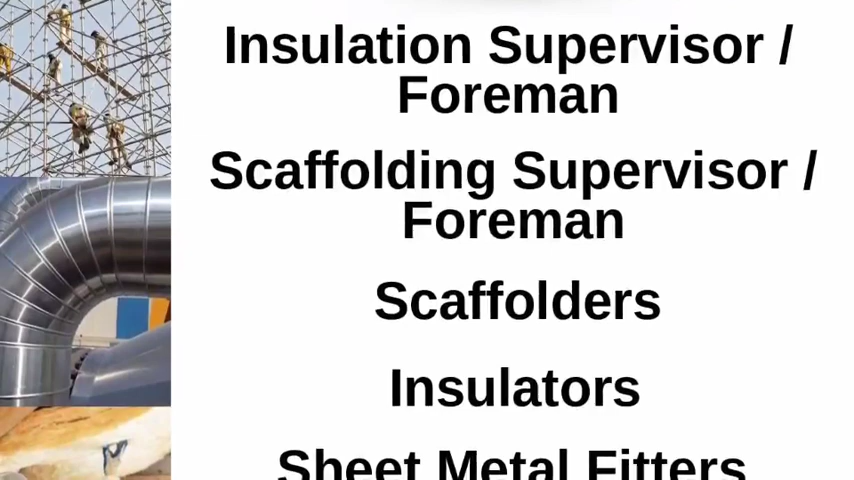 Insulation Supervisor /
Foreman
Scaffolding Supervisor /
Foreman
Scaffolders
Insulators
Sheet Metal Fitters